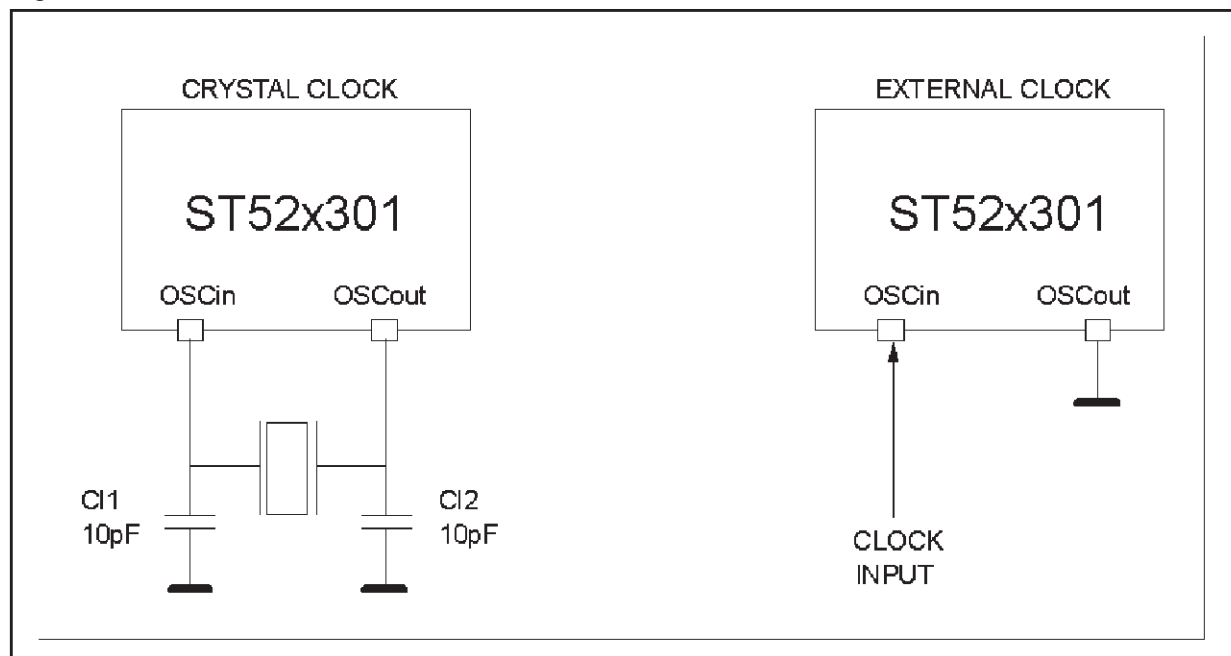 CRYSTAL CLOCK
ST52x301
OSCin OSCout
Cl1
10pF
Cl2
10pF
EXTERNAL CLOCK
ST52x301
OSCin OSCout
CLOCK
INPUT